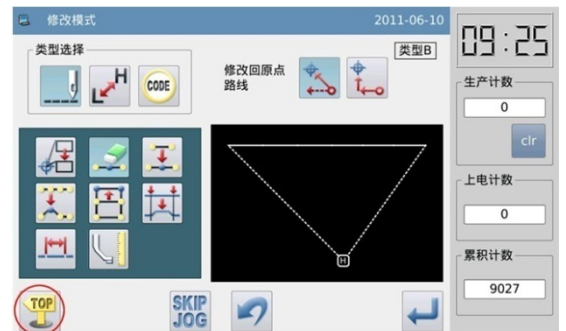 修改模式 2011-06-10
类型选择
H
CODE
修改回原点
路线
类型B
09:25
生产计数
0
clr
上电计数
0
累积计数
9027
H
TOP
SKIP
JOG